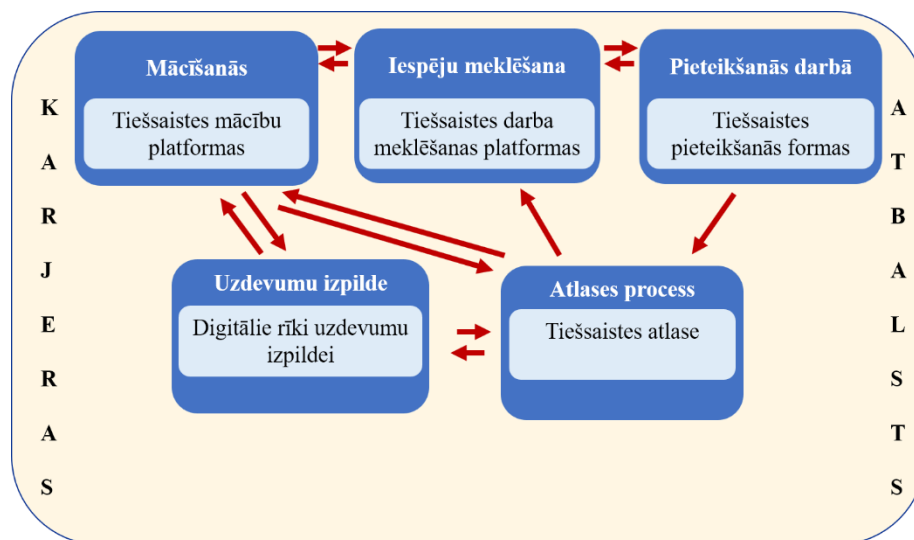 Mācīšanās
Tiešsaistes mācību
platformas
Iespēju meklēšana
Tiešsaistes darba
meklēšanas platformas
Pieteikšanās darbā
Tiešsaistes
pieteikšanās formas
Uzdevumu izpilde
Digitālie rīki uzdevumu
izpildei
Atlases process
Tiešsaistes atlase
K
A
R
J
E
R
A
S
A
T
B
A
L
S
T
S